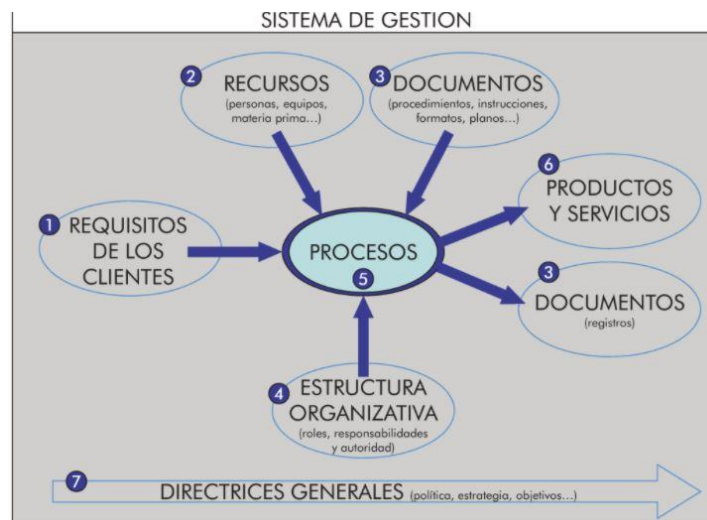 SISTEMA DE GESTION
2
RECURSOS
(personas, equipos,
materia prima...)
3
DOCUMENTOS
(procedimientos, instrucciones,
formatos, planos...)
1
REQUISITOS
DE LOS
CLIENTES
PROCESOS
5
6
PRODUCTOS
Y SERVICIOS
3
DOCUMENTOS
(registros)
4
ESTRUCTURA
ORGANIZATIVA
(roles, responsabilidades
y autoridad)
7
DIRECTRICES GENERALES (política, estrategia, objetivos...)